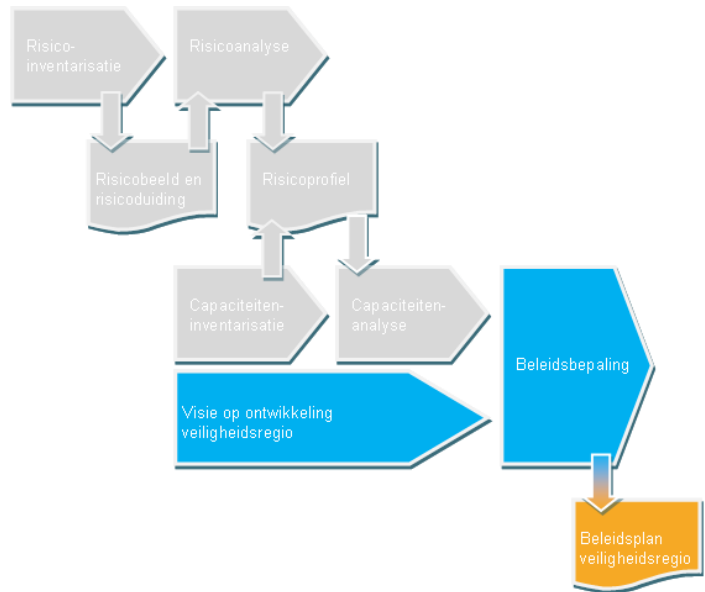 Risico-
inventarisatie
Risicoanalyse
Risicobeeld en
risicoduiding
Risicoprofiel
Capaciteiten-
inventarisatie
Capaciteiten-
analyse
Beleidsbepaling
Visie op ontwikkeling
veiligheidsregio
Beleidsplan
veiligheidsregio